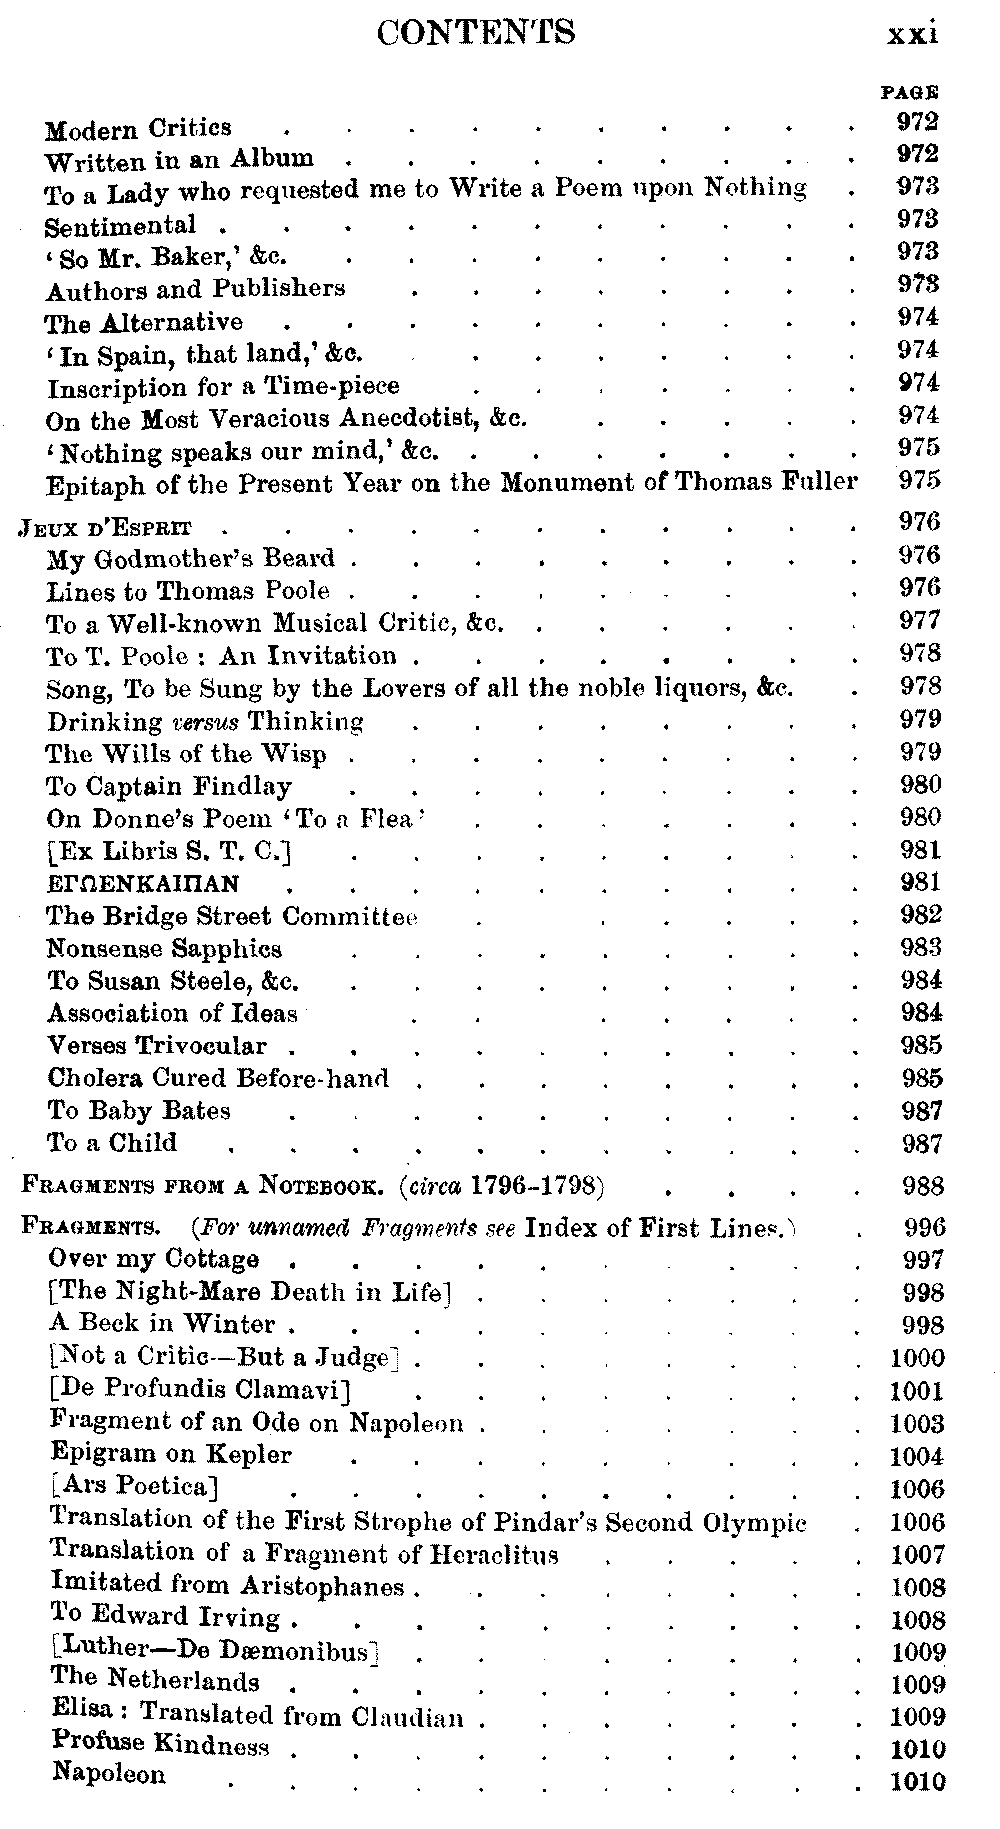 CONTENTS xxi
PAGE
Modern Critics . . . . . . . . . . 972
Written in an Album . . . . . . . . . 972
To a Lady who requested me to Write a Poem upon Nothing . 973
Sentimental . . . . . . . . . . . 973
‘So Mr. Baker,’ &c. . . . . . . . . . 973
Authors and Publishers . . . . . . . . 973
The Alternative . . . . . . . . . . 974
‘In Spain, that land,’ &c. . . . . . . . 974
Inscription for a Time-piece . . . . . . . 974
On the Most Veracious Anecdotist, &c. . . . . . 974
‘Nothing speaks our mind,’ &c. . . . . . . . 975
Epitaph of the Present Year on the Monument of Thomas Fuller 975
JEUX D'ESPRIT . . . . . . . . . . . 976
My Godmother's Beard . . . . . . . . . 976
Lines to Thomas Poole . . . . . . . . 976
To a Well-known Musical Critic, &c. . . . . . . 977
To T. Poole : An Invitation . . . . . . . . 978
Song, To be Sung by the Lovers of all the noble liquors, &c. . 978
Drinking versus Thinking . . . . . . . . 979
The Wills of the Wisp . . . . . . . . . 979
To Captain Findlay . . . . . . . . . 980
On Donne's Poem ‘To a Flea’ . . . . . . . 980
[Ex Libris S. T. C.] . . . . . . . . . 981
ΕΓΩΕΝΚΑΙΠΑΝ . . . . . . . . . . 981
The Bridge Street Committee . . . . . . 982
Nonsense Sapphics . . . . . . . . . 983
To Susan Steele, &c. . . . . . . . . . 984
Association of Ideas . . . . . . . 984
Verses Trivocular . . . . . . . . . . 985
Cholera Cured Before-hand . . . . . . . . 985
To Baby Bates . . . . . . . . . . 987
To a Child . . . . . . . . . . . 987
FRAGMENTS FROM A NOTEBOOK. (circa 1796-1798) . . . . 988
FRAGMENTS. (For unnamed Fragments see Index of First Lines.) . 996
Over my Cottage . . . . . . . . . . 997
[The Night-Mare Death in Life] . . . . . . . 998
A Beck in Winter . . . . . . . . . . 998
[Not a Critic—But a Judge] . . . . . . . . 1000
[De Profundis Clamavi] . . . . . . . . 1001
Fragment of an Ode on Napoleon . . . . . . . 1003
Epigram on Kepler . . . . . . . . . 1004
[Ars Poetica] . . . . . . . . . . 1006
Translation of the First Strophe of Pindar's Second Olympic . 1006
Translation of a Fragment of Heraclitus . . . . . 1007
Imitated from Aristophanes . . . . . . . . 1008
To Edward Irving . . . . . . . . . . 1008
[Luther—De Dæmonibus] . . . . . . . 1009
The Netherlands . . . . . . . . . . 1009
Elisa : Translated from Claudian . . . . . . . 1009
Profuse Kindness . . . . . . . . . . 1010
Napoleon . . . . . . . . . . . 1010